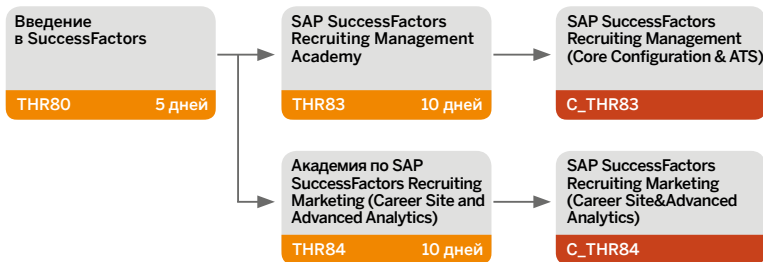 Введение
в SuccessFactors
THR80 5 дней
SAP SuccessFactors
Recruiting Management
Academy
THR83 10 дней
SAP SuccessFactors
Recruiting Management
(Core Configuration & ATS)
C_THR83
Академия по SAP
SuccessFactors Recruiting
Marketing (Career Site and
Advanced Analytics)
THR84 10 дней
SAP SuccessFactors
Recruiting Marketing
(Career Site&Advanced
Analytics)
C_THR84